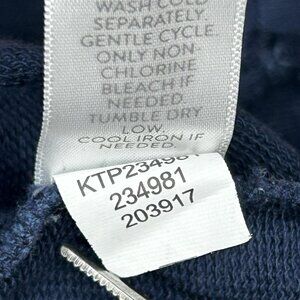 WASH COLD
SEPARATELY.
GENTLE CYCLE.
ONLY NON-
CHLORINE
BLEACH IF
NEEDED.
TUMBLE DRY
LOW.
COOL IRON IF
NEEDED.
KTP234981
234981
203917